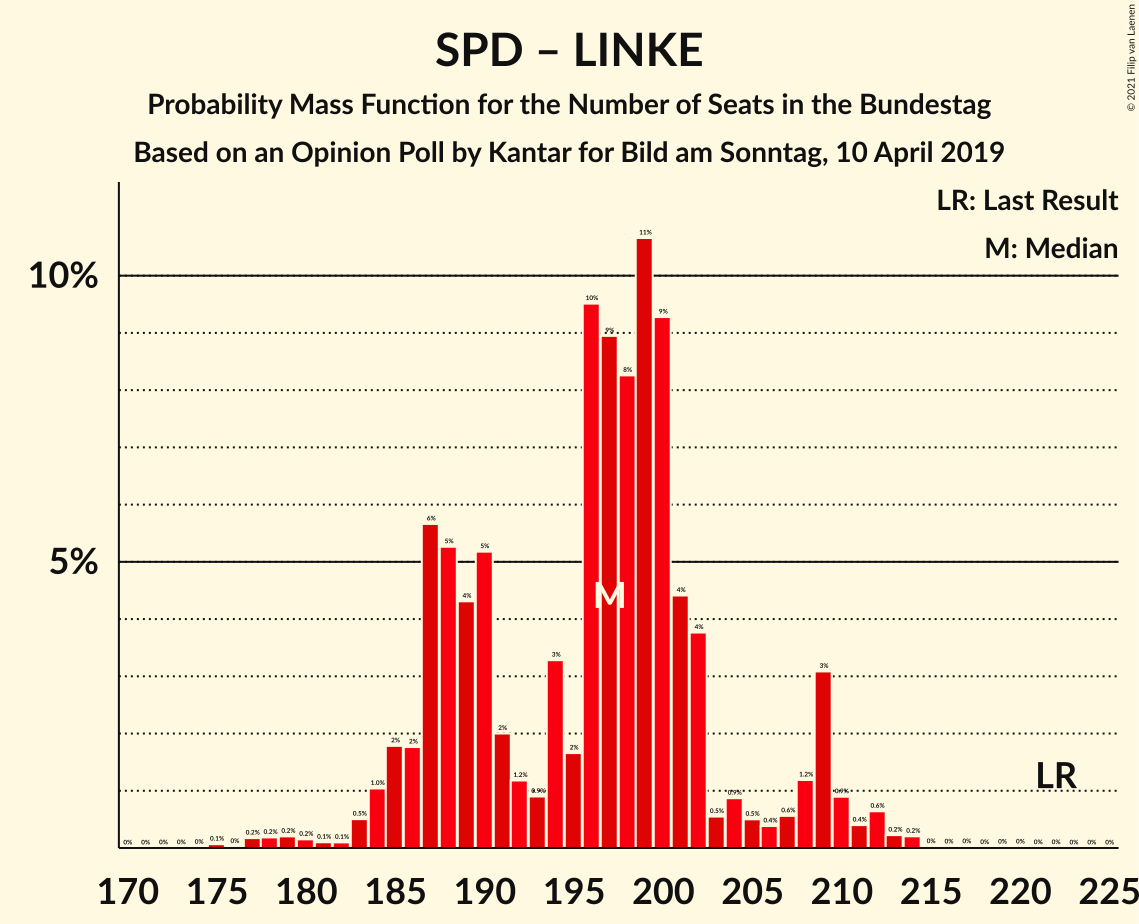 SPD – LINKE
Probability Mass Function for the Number of Seats in the Bundestag
Based on an Opinion Poll by Kantar for Bild am Sonntag, 10 April 2019
© 2021 Filip van Laenen
LR: Last Result
M: Median
10%
5%
0% 0% 0% 0% 0% 0.1% 0% 0.2% 0.2% 0.2% 0.2% 0.1% 0.1% 0.5% 1.0% 2% 2% 6% 5% 4% 5% 2% 1.2% 0.9% 3% 2% 10% 9% 8% 11% 9% 4% 4% 0.5% 0.9% 0.5% 0.4% 0.6% 1.2% 3% 0.9% 0.4% 0.6% 0.2% 0.2% 0% 0% 0% 0% 0% 0% 0% 0% 0% 0% 0%
M
LR
170 175 180 185 190 195 200 205 210 215 220 225